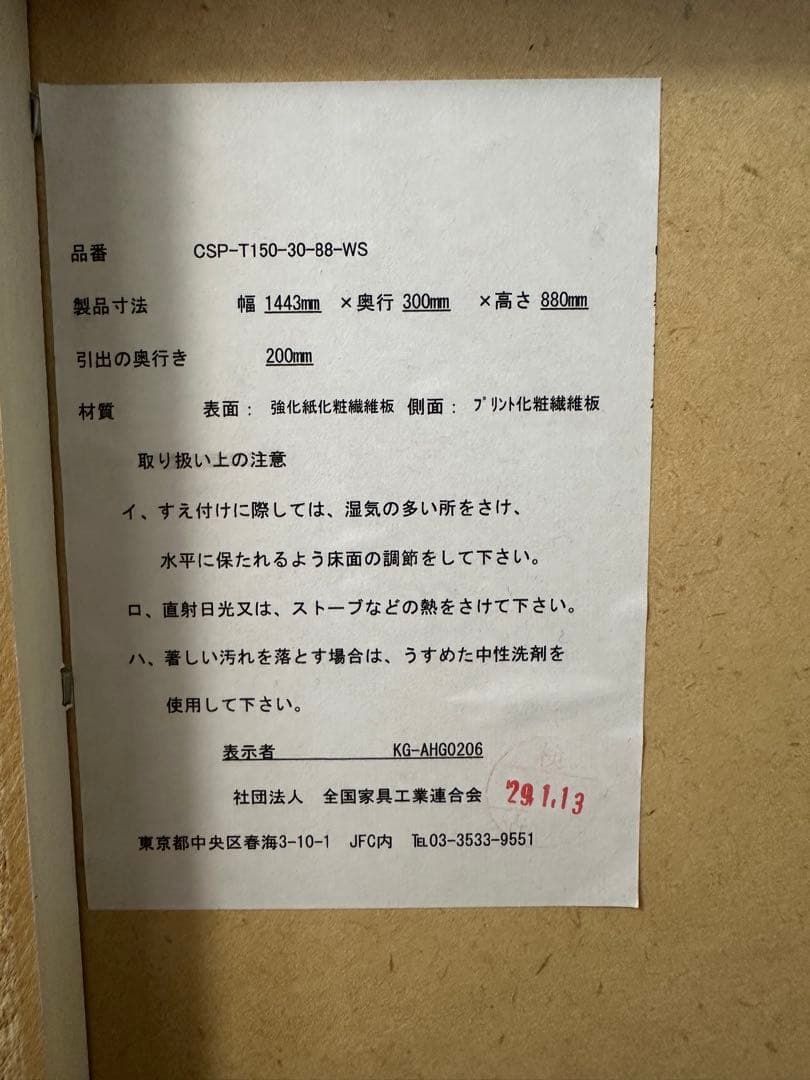 品番 CSP-T150-30-88-WS
製品寸法 幅 1443mm ×奥行 300mm ×高さ 880mm
引出の奥行き 200mm
材質 表面： 強化紙化粧繊維板 側面： プリント化粧繊維板
取り扱い上の注意
イ、すえ付けに際しては、湿気の多い所をさけ、
水平に保たれるよう床面の調節をして下さい。
ロ、直射日光又は、ストーブなどの熱をさけて下さい。
ハ、著しい汚れを落とす場合は、うすめた中性洗剤を
使用して下さい。
表示者 KG-AHG0206
社団法人 全国家具工業連合会
'29.1.13
東京都中央区春海3-10-1 JFC内 ℡03-3533-9551